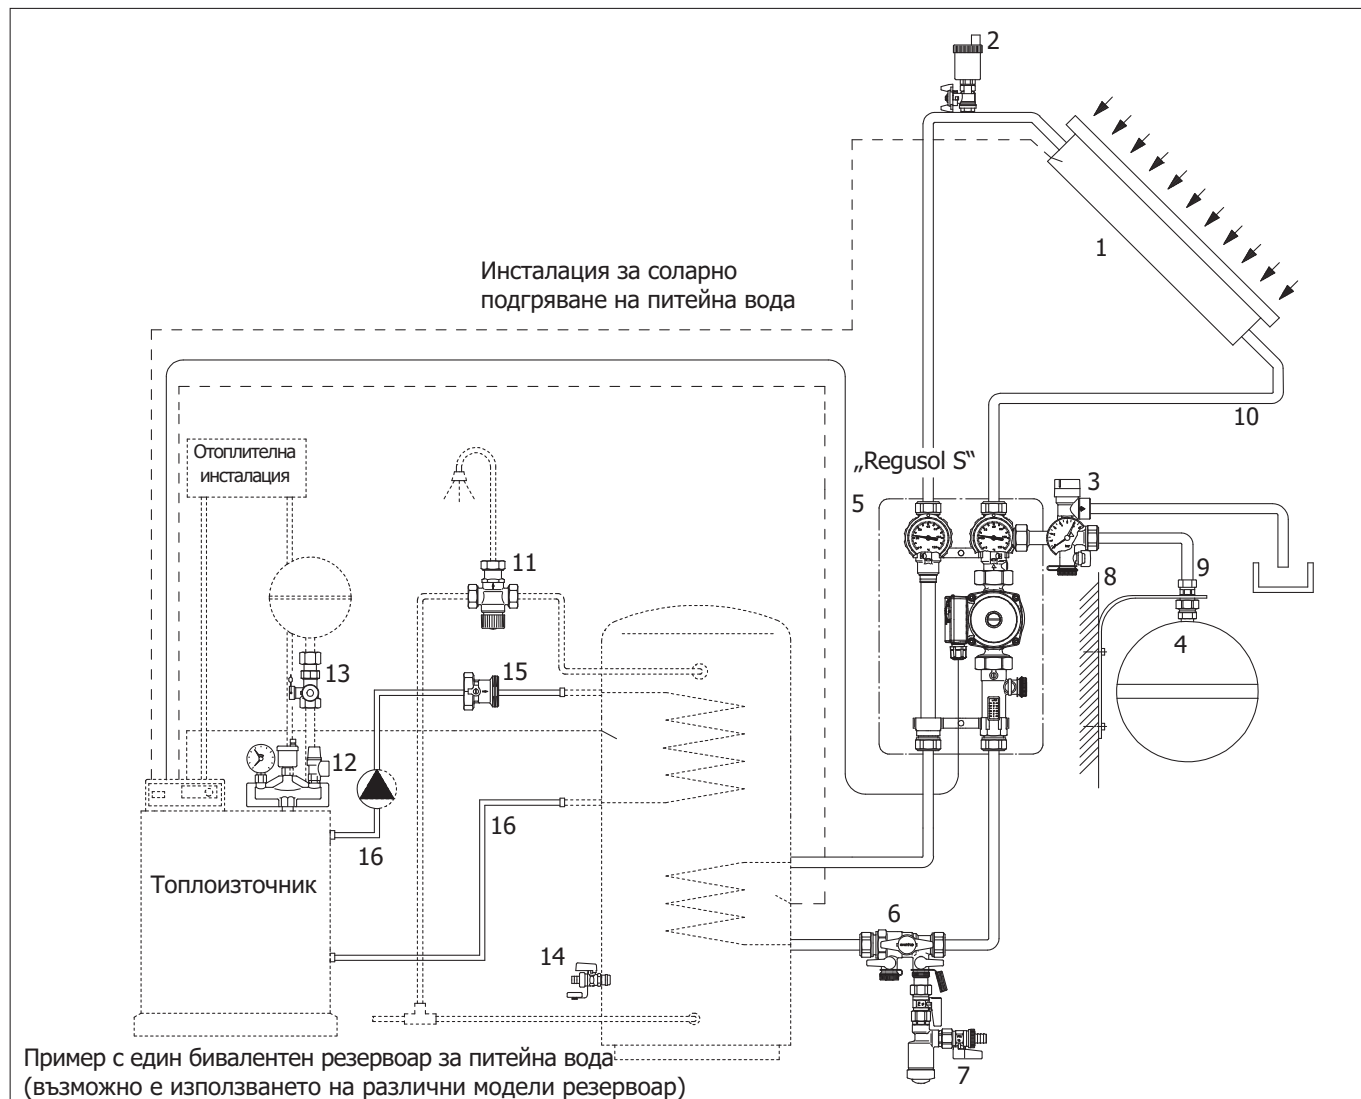 2
1
Инсталация за соларно
подгряване на питейна вода
10
Отоплителна
инсталация
„Regusol S“
5
3
11
8
9
4
13
15
12
16
16
Топлоизточник
6
14
7
Пример с един бивалентен резервоар за питейна вода
(възможно е използването на различни модели резервоар)